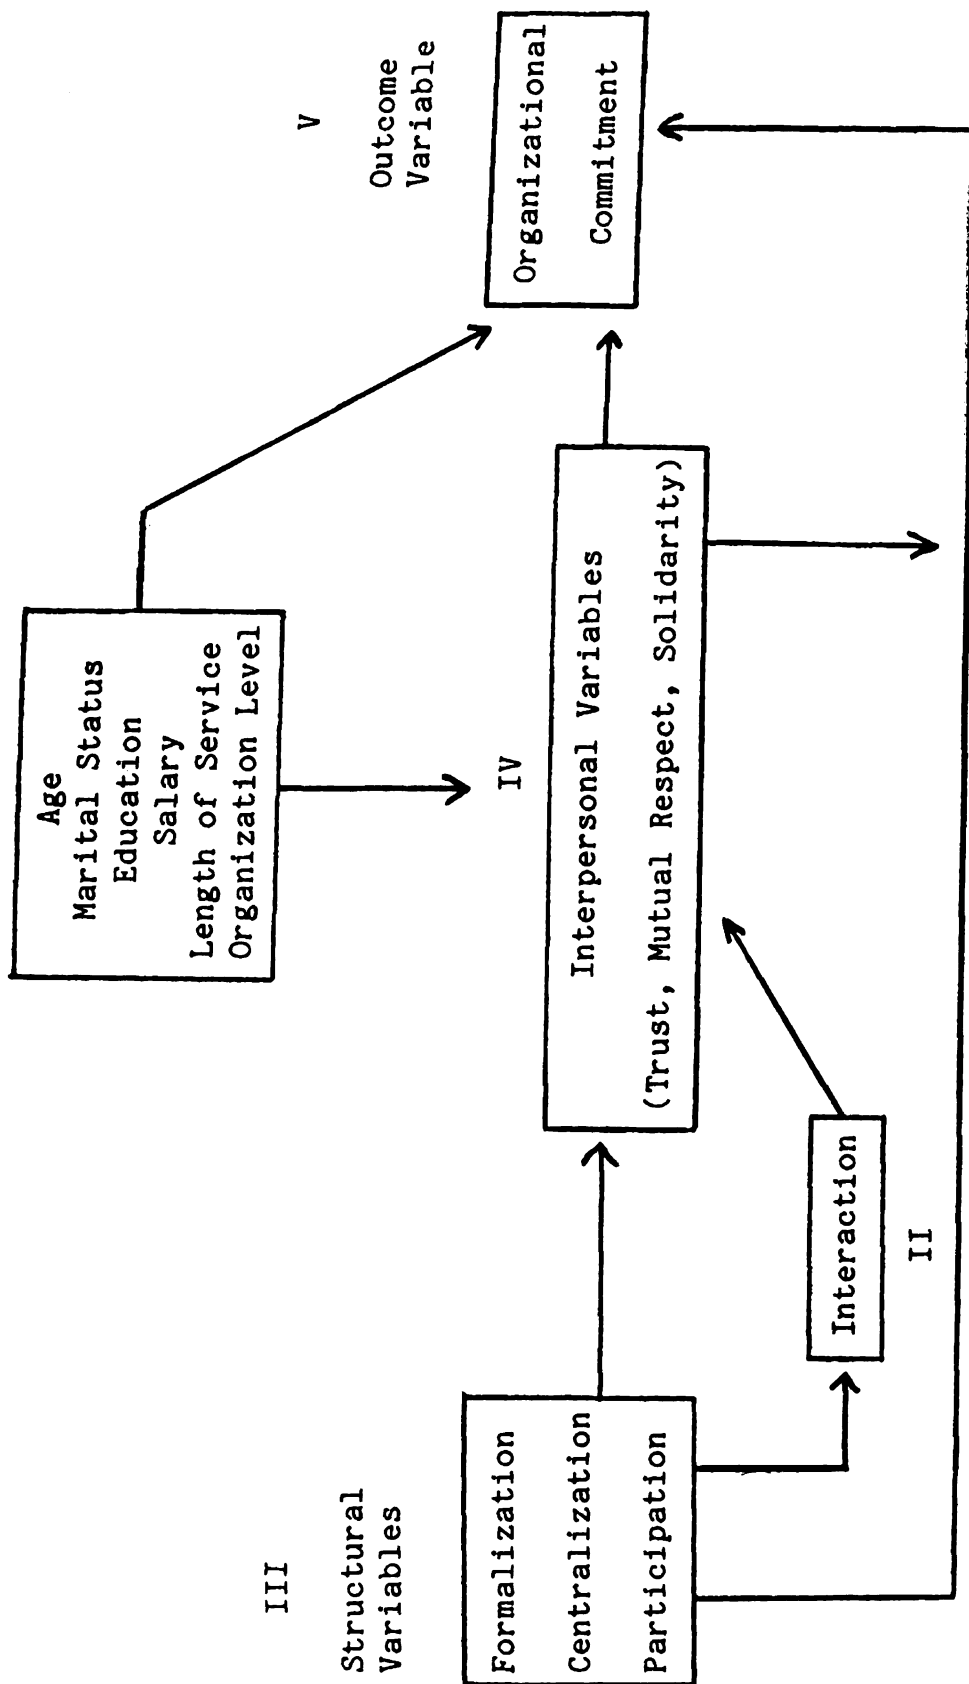 Age
Marital Status
Education
Salary
Length of Service
Organization Level
III
Structural
Variables
Formalization
Centralization
Participation
IV
Interpersonal Variables
(Trust, Mutual Respect, Solidarity)
Interaction
II
V
Outcome
Variable
Organizational
Commitment